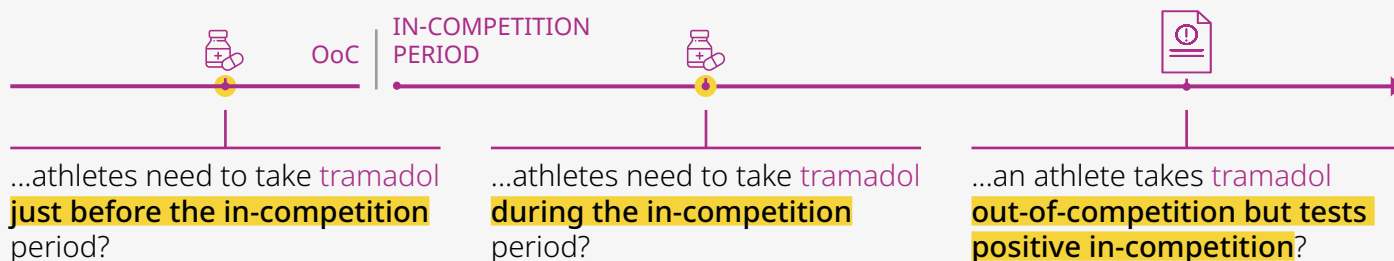 OoC
IN-COMPETITION
PERIOD
...athletes need to take tramadol
just before the in-competition
period?
...athletes need to take tramadol
during the in-competition
period?
...an athlete takes tramadol
out-of-competition but tests
positive in-competition?